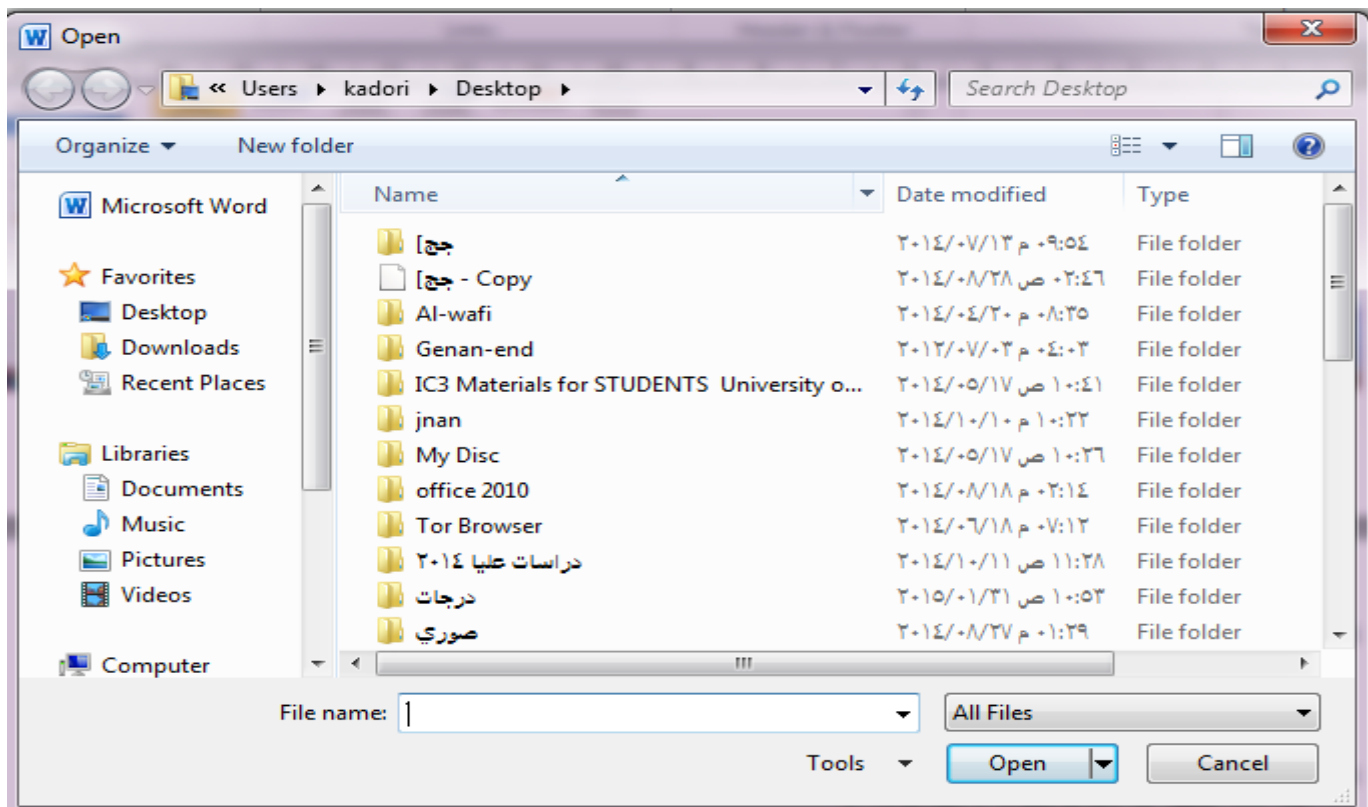 Open
« Users ▸ kadori ▸ Desktop ▸ Search Desktop
Organize New folder
Name Date modified Type
Microsoft Word
Favorites
Desktop
Downloads
Recent Places
Libraries
Documents
Music
Pictures
Videos
Computer
[جج ٠٩:٥٤ م ٢٠١٤/٠٧/١٣ File folder
[جج - Copy ٠٢:٤٦ ص ٢٠١٤/٠٨/٢٨ File folder
Al-wafi ٠٨:٢٥ م ٢٠١٤/٠٤/٢٠ File folder
Genan-end ٠٤:٠٣ م ٢٠١٢/٠٧/٠٣ File folder
IC3 Materials for STUDENTS University o... ١٠:٤١ ص ٢٠١٤/٠٥/١٧ File folder
jnan ١٠:٢٢ م ٢٠١٤/١٠/١٠ File folder
My Disc ١٠:٢٦ ص ٢٠١٤/٠٥/١٧ File folder
office 2010 ٠٢:١٤ م ٢٠١٤/٠٨/١٨ File folder
Tor Browser ٠٧:١٢ م ٢٠١٤/٠٦/١٨ File folder
دراسات عليا ٢٠١٤ ١١:٢٨ ص ٢٠١٤/١٠/١١ File folder
درجات ١٠:٥٣ ص ٢٠١٥/٠١/٣١ File folder
صوري ٠١:٢٩ م ٢٠١٤/٠٨/٢٧ File folder
File name: All Files
Tools Open Cancel